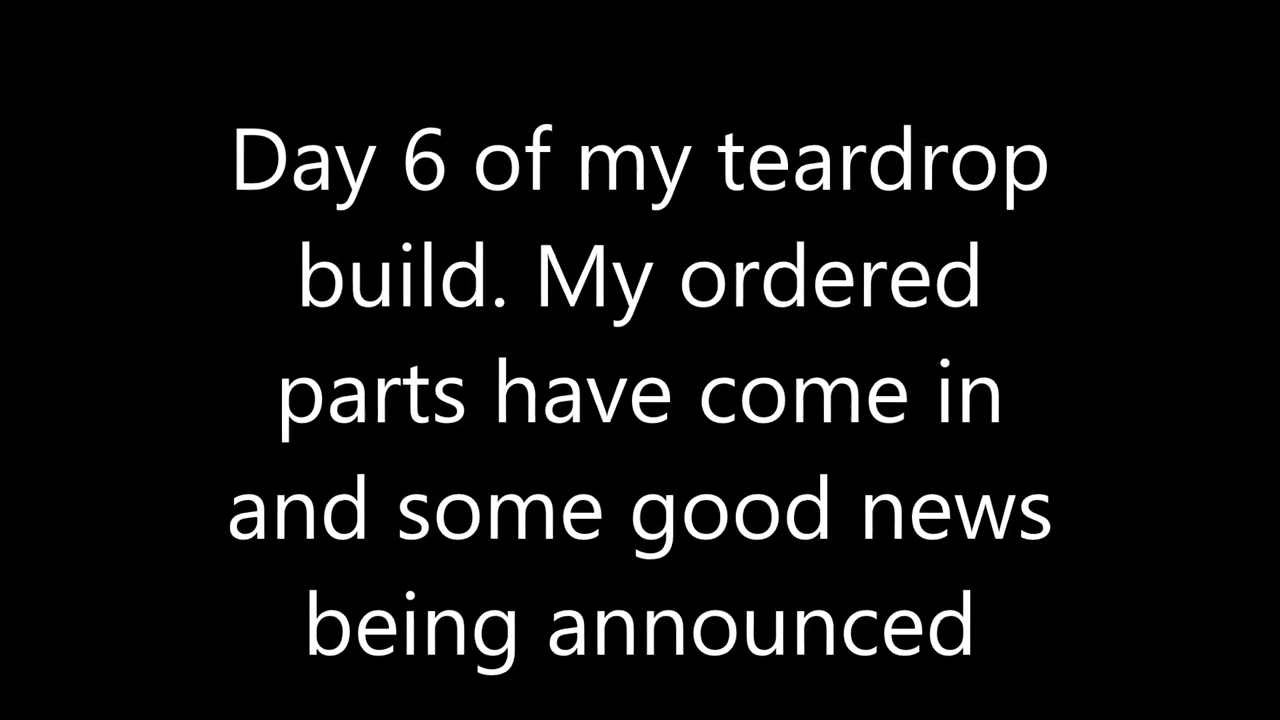 Day 6 of my teardrop
build. My ordered
parts have come in
and some good news
being announced